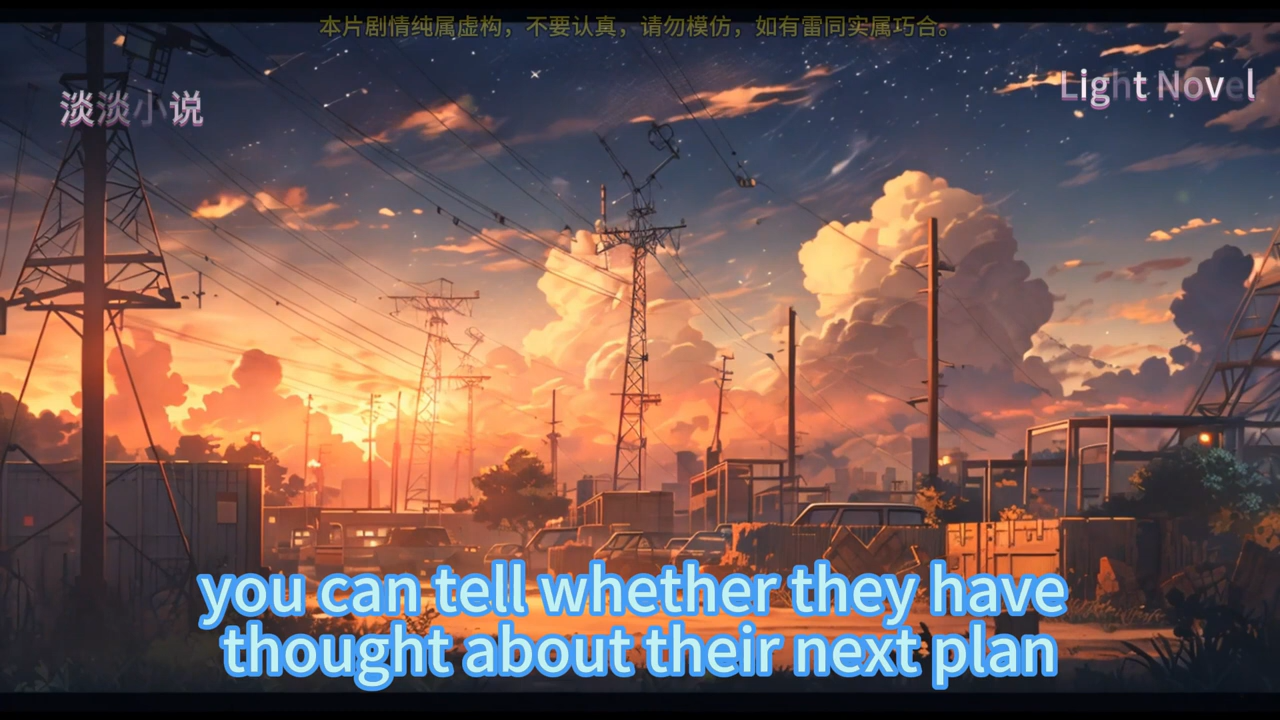 本片剧情纯属虚构，不要认真，请勿模仿，如有雷同实属巧合。
淡淡小说
Light Novel
you can tell whether they have
thought about their next plan